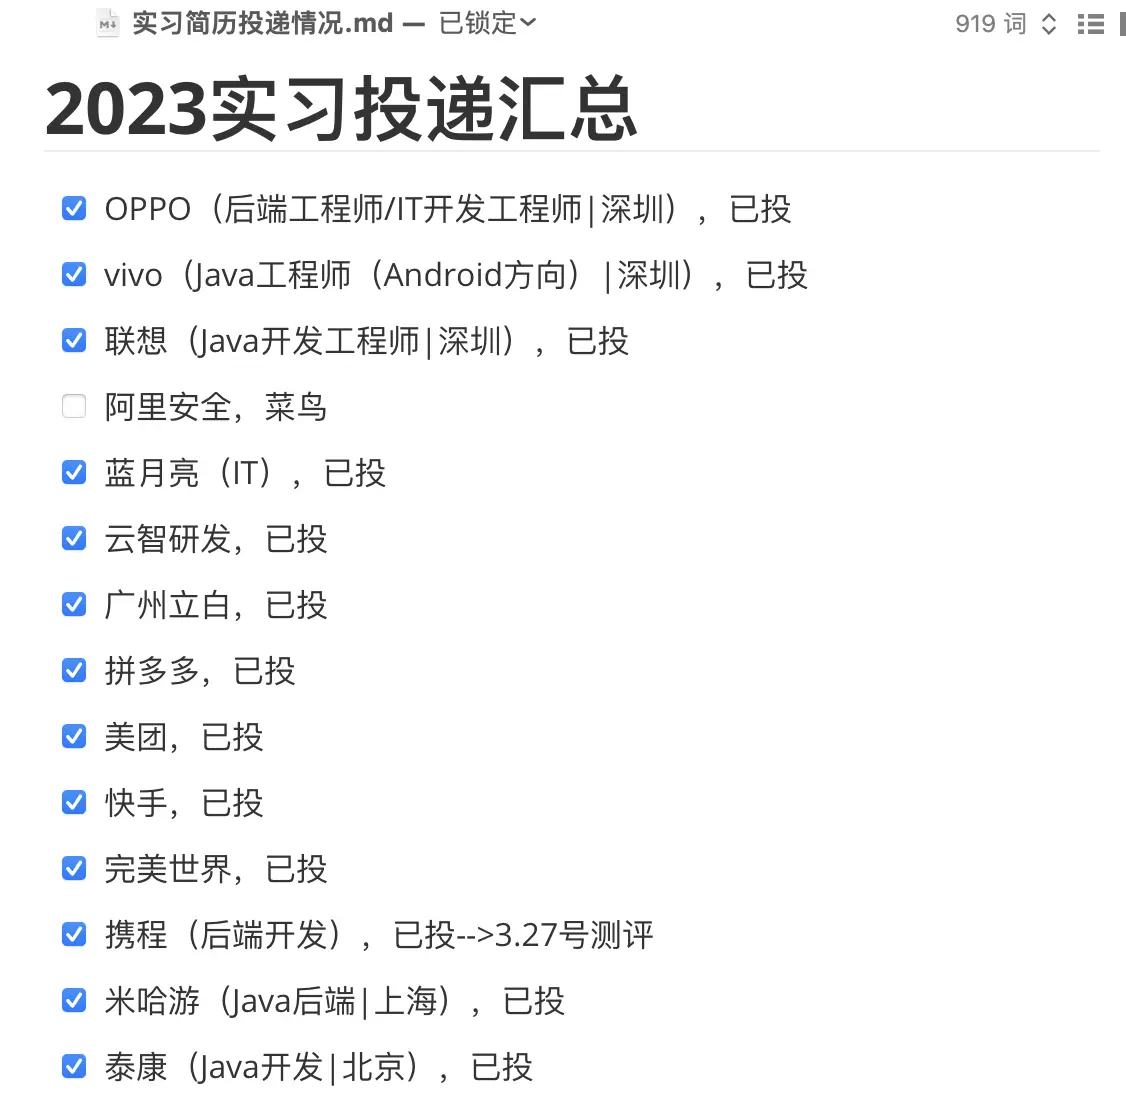 实习简历投递情况.md — 已锁定
919 词
2023实习投递汇总
OPPO（后端工程师/IT开发工程师|深圳），已投
vivo（Java工程师（Android方向）|深圳），已投
联想（Java开发工程师|深圳），已投
阿里安全，菜鸟
蓝月亮（IT），已投
云智研发，已投
广州立白，已投
拼多多，已投
美团，已投
快手，已投
完美世界，已投
携程（后端开发），已投-->3.27号测评
米哈游（Java后端|上海），已投
泰康（Java开发|北京），已投